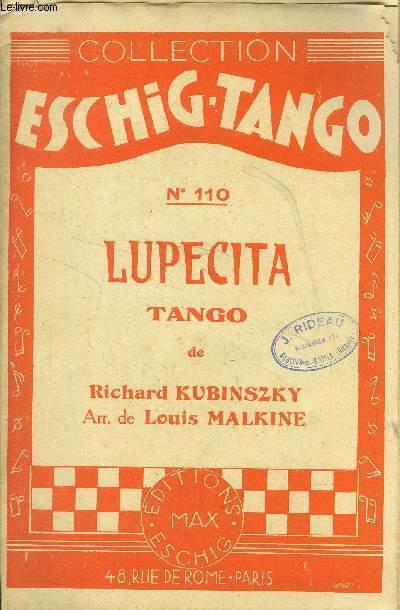 COLLECTION
ESCHiG-TANGO
N° 110
LUPECITA
TANGO
de
J. RIDEAU
Richard KUBINSZKY
Arr. de Louis MALKINE
EDITIONS
MAX
ESCHIG
48, RUE DE ROME • PARIS
www.le-livre.com